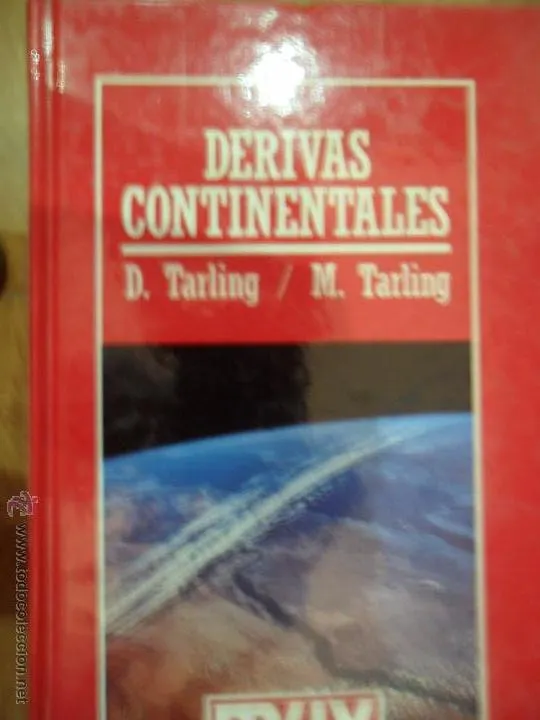 DERIVAS
CONTINENTALES
D. Tarling / M. Tarling
www.todocoleccion.net